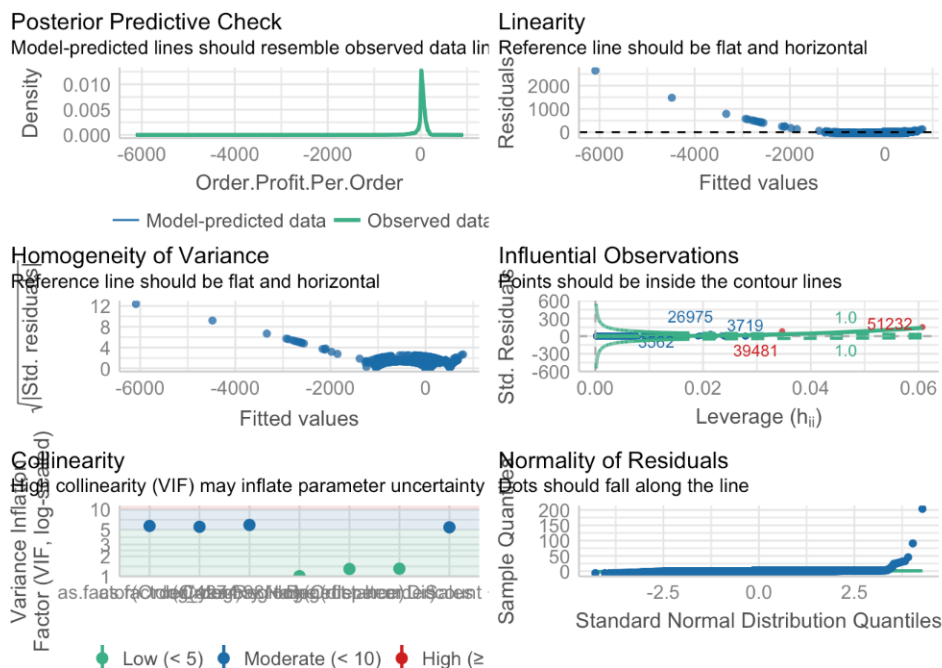 Posterior Predictive Check
Model-predicted lines should resemble observed data lin
Density
0.010
0.005
0.000
-6000 -4000 -2000 0
Order.Profit.Per.Order
Model-predicted data Observed data
Linearity
Reference line should be flat and horizontal
Residuals
2000
1000
0
-6000 -4000 -2000 0
Fitted values
Homogeneity of Variance
Reference line should be flat and horizontal
√|Std. residuals|
12
8
4
0
-6000 -4000 -2000 0
Fitted values
Influential Observations
Points should be inside the contour lines
Std. Residuals
600
300
0
-300
-600
26975 3719 1.0 51232
3562 39481 1.0
0.00 0.02 0.04 0.06
Leverage (hii)
Collinearity
High collinearity (VIF) may inflate parameter uncertainty
Variance Inflation
Factor (VIF, log-scaled)
10
5
3
2
1
Low (< 5) Moderate (< 10) High (≥
Normality of Residuals
Dots should fall along the line
Sample Quantiles
200
150
100
50
0
-2.5 0.0 2.5
Standard Normal Distribution Quantiles